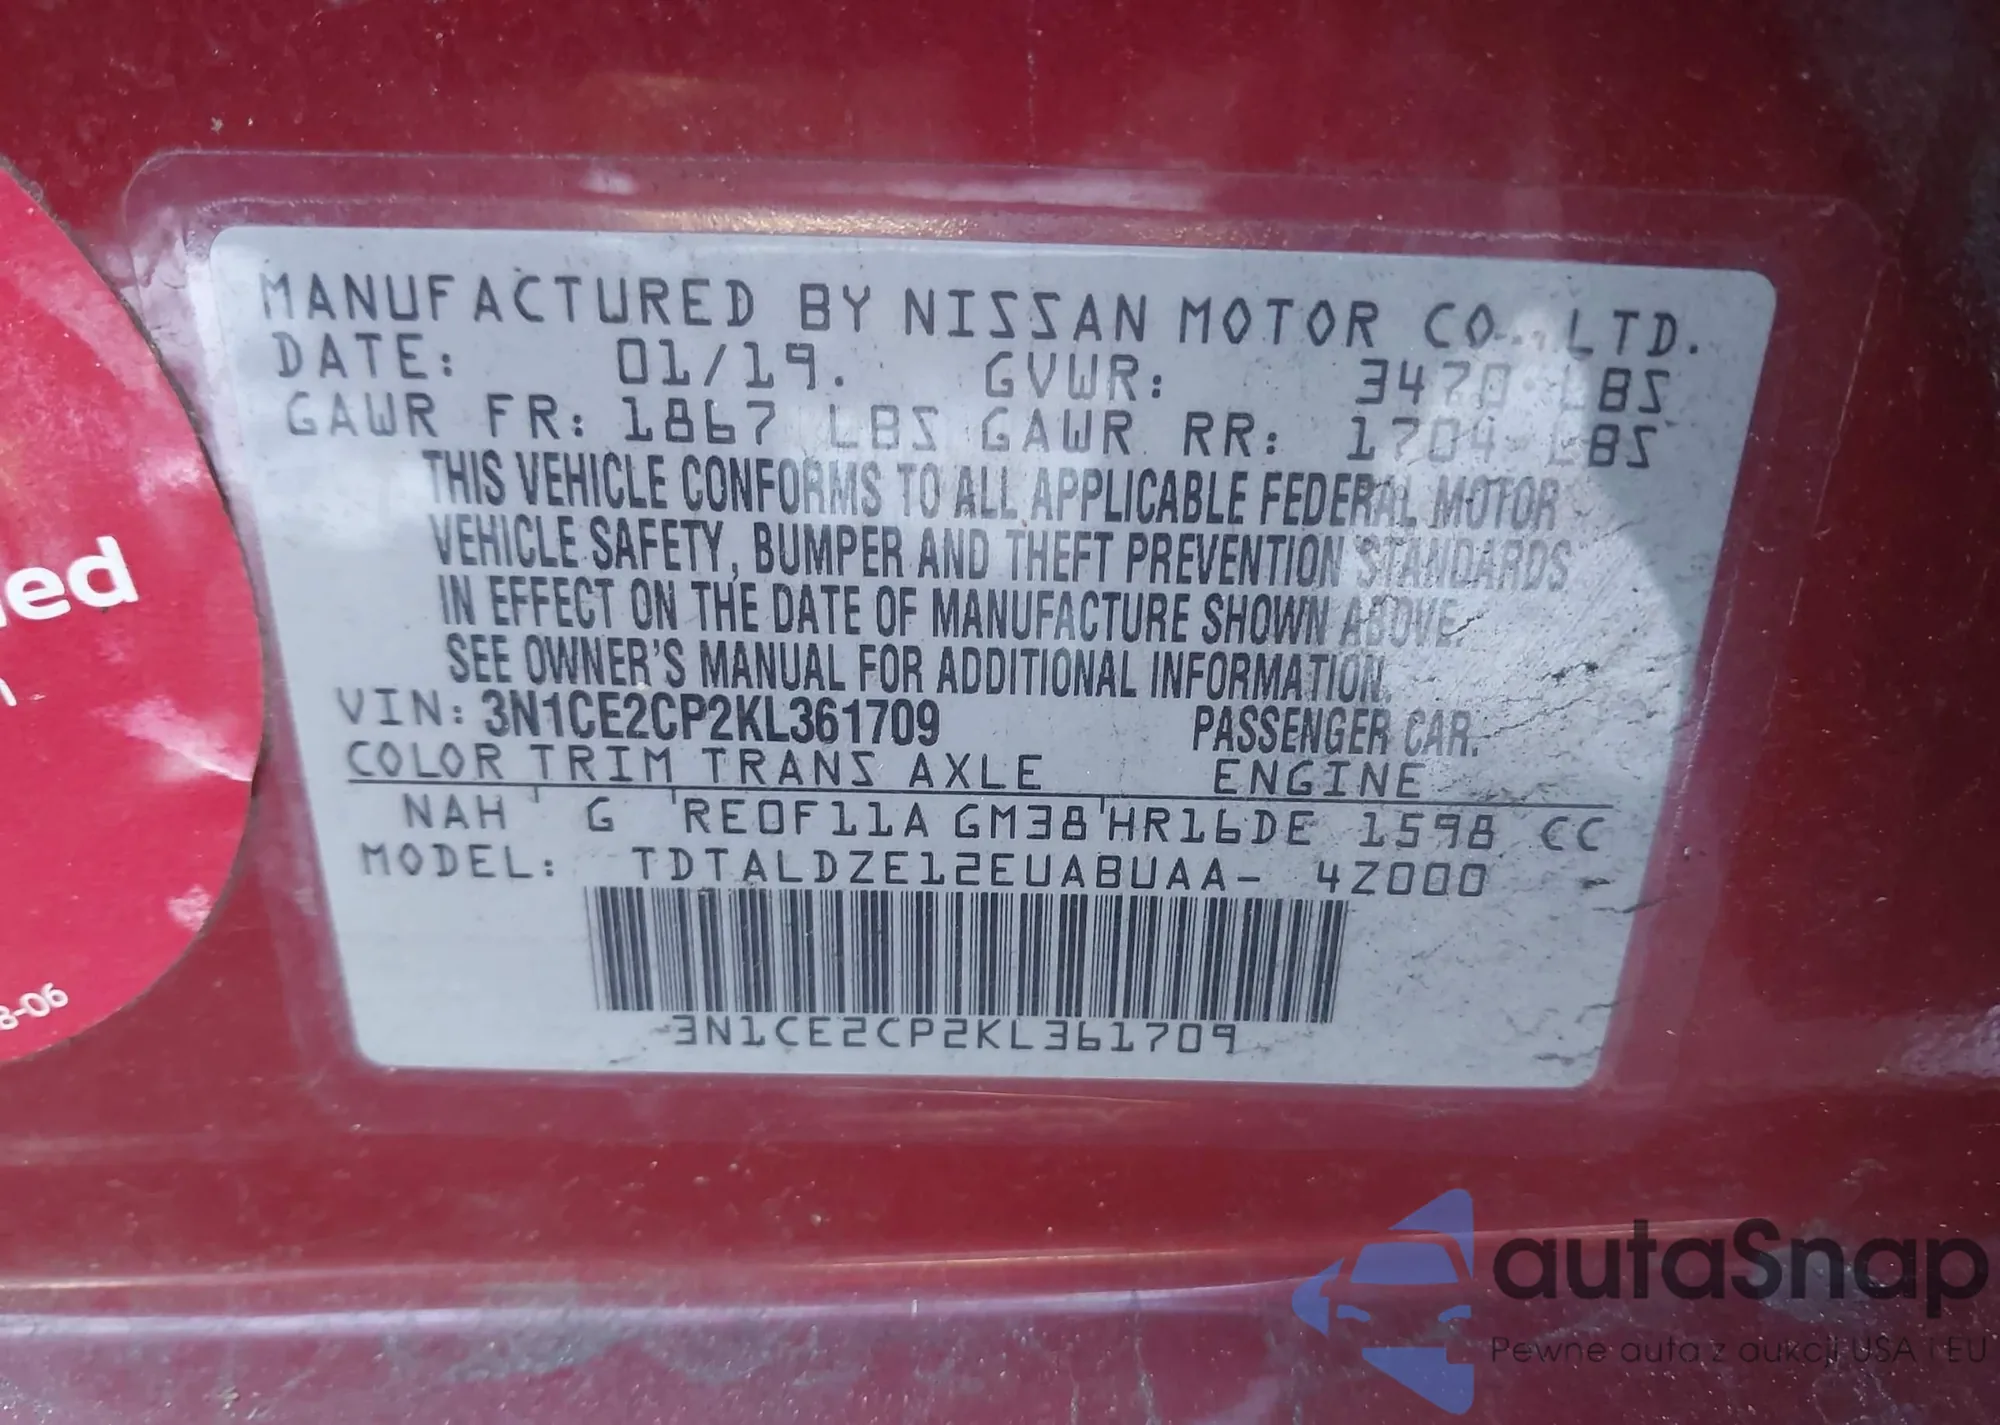 MANUFACTURED BY NISSAN MOTOR CO., LTD.
DATE: 01/19. GVWR: 3470 LBS
GAWR FR: 1867 LBS GAWR RR: 1704 LBS
THIS VEHICLE CONFORMS TO ALL APPLICABLE FEDERAL MOTOR
VEHICLE SAFETY, BUMPER AND THEFT PREVENTION STANDARDS
IN EFFECT ON THE DATE OF MANUFACTURE SHOWN ABOVE.
SEE OWNER'S MANUAL FOR ADDITIONAL INFORMATION.
VIN: 3N1CE2CP2KL361709 PASSENGER CAR.
COLOR TRIM TRANS AXLE ENGINE
NAH G RE0F11A GM38 HR16DE 1598 CC
MODEL: TDTALDZE12EUABUAA- 4Z000
3N1CE2CP2KL361709
ed
8-06
autaSnap
Pewne auta z aukcji USA i EU